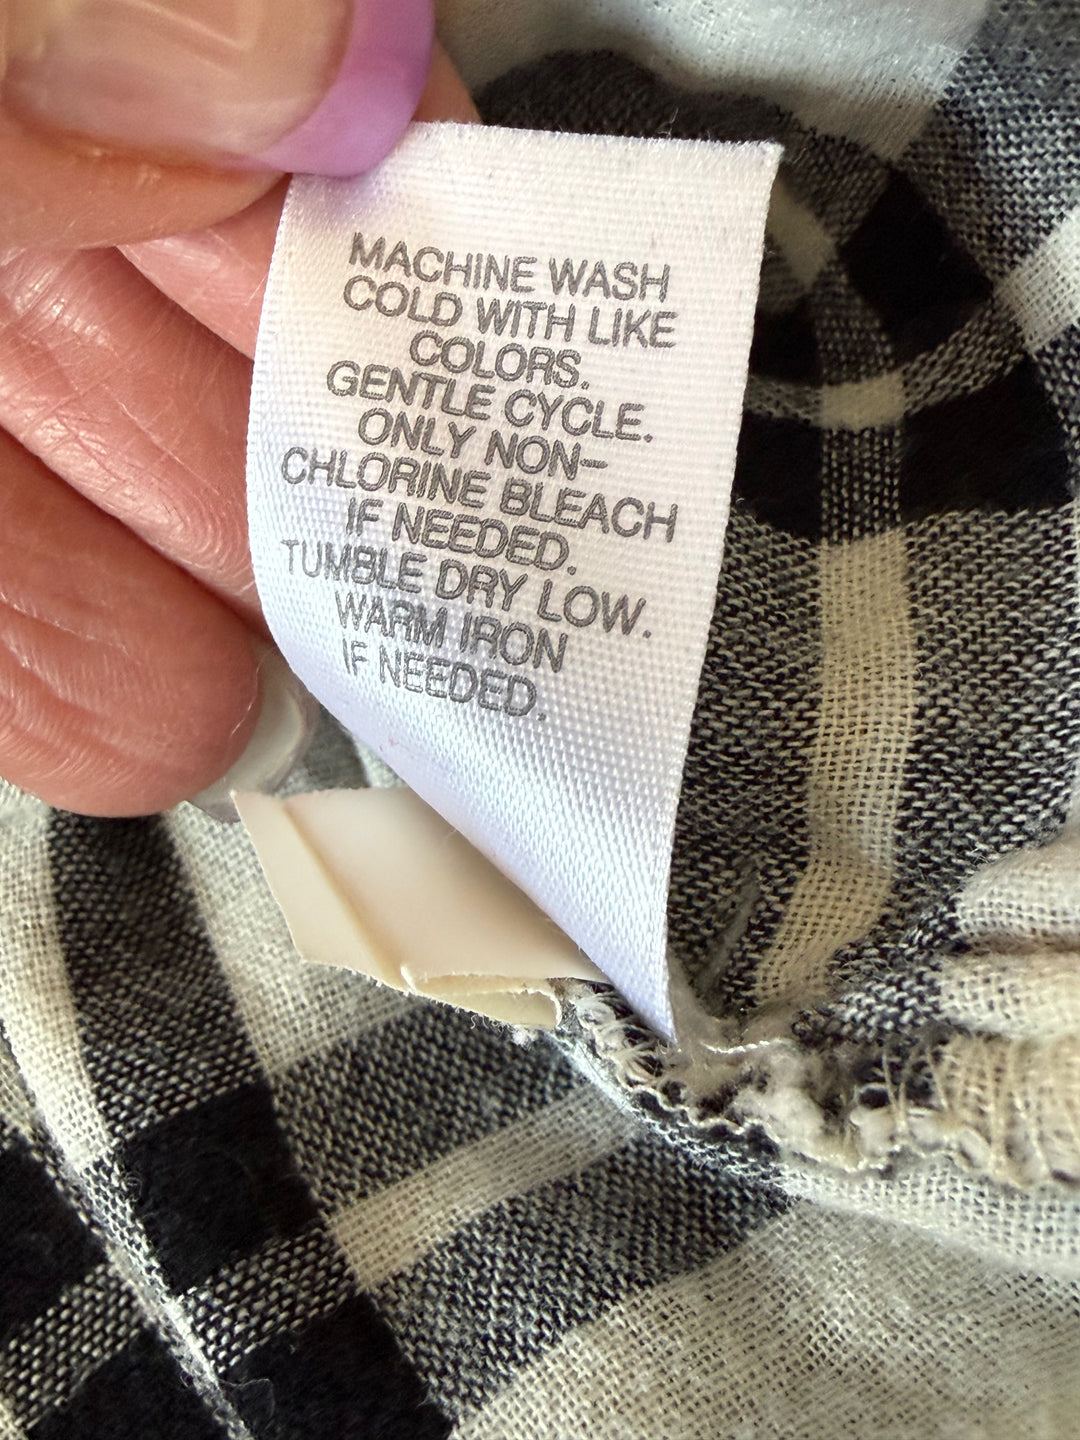 MACHINE WASH
COLD WITH LIKE
COLORS.
GENTLE CYCLE.
ONLY NON-
CHLORINE BLEACH
IF NEEDED.
TUMBLE DRY LOW.
WARM IRON
IF NEEDED.